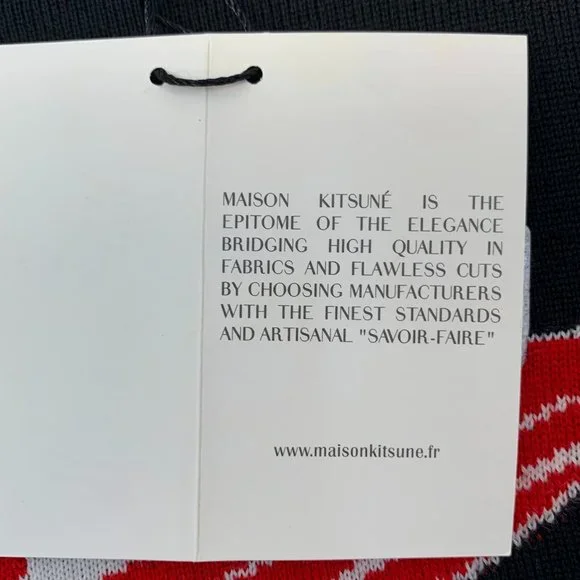 MAISON KITSUNÉ IS THE
EPITOME OF THE ELEGANCE
BRIDGING HIGH QUALITY IN
FABRICS AND FLAWLESS CUTS
BY CHOOSING MANUFACTURERS
WITH THE FINEST STANDARDS
AND ARTISANAL "SAVOIR-FAIRE"
www.maisonkitsune.fr